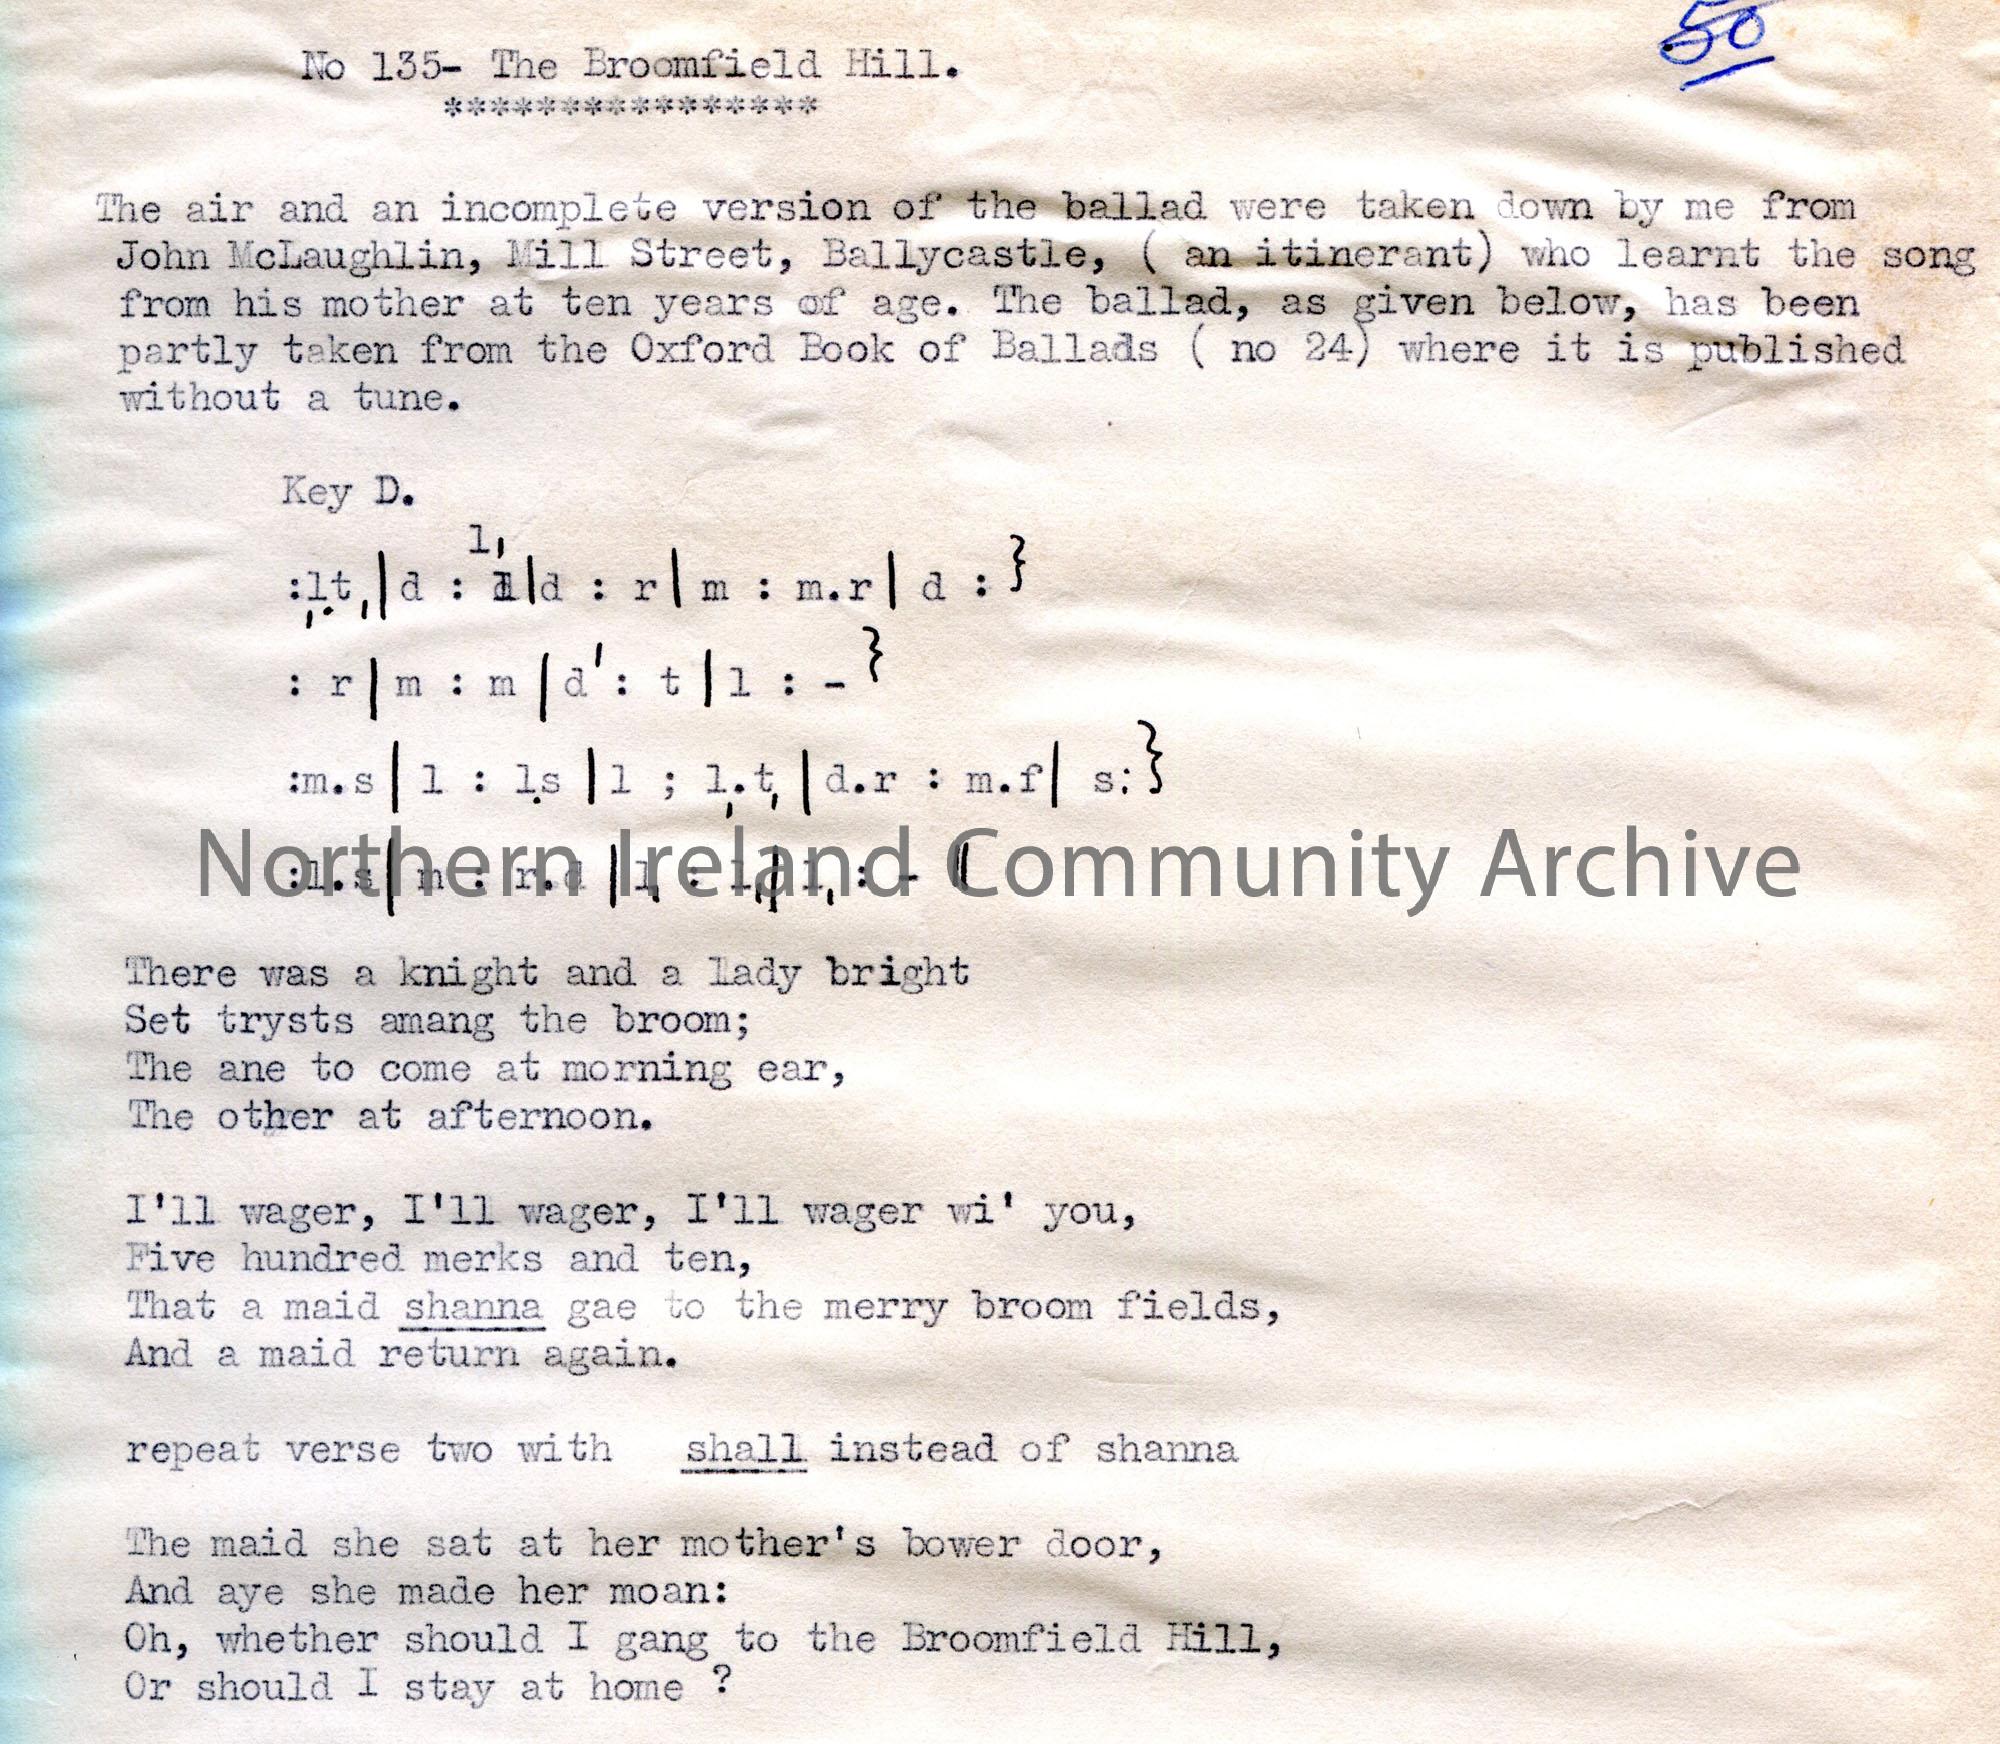 50
No 135- The Broomfield Hill.
****************
The air and an incomplete version of the ballad were taken down by me from
John McLaughlin, Mill Street, Ballycastle, ( an itinerant) who learnt the song
from his mother at ten years of age. The ballad, as given below, has been
partly taken from the Oxford Book of Ballads ( no 24) where it is published
without a tune.
Key D.
l,
:l,.t,|d : |d : r|m : m.r| d :}
: r|m : m|d': t|l : -}
:m.s| l : l.s|l ; l,.t,|d.r : m.f| s:}
:l.s|m : r.d|l, : l,|l, : - ‖
Northern Ireland Community Archive
There was a knight and a lady bright
Set trysts amang the broom;
The ane to come at morning ear,
The other at afternoon.
I'll wager, I'll wager, I'll wager wi' you,
Five hundred merks and ten,
That a maid shanna gae to the merry broom fields,
And a maid return again.
repeat verse two with shall instead of shanna
The maid she sat at her mother's bower door,
And aye she made her moan:
Oh, whether should I gang to the Broomfield Hill,
Or should I stay at home ?